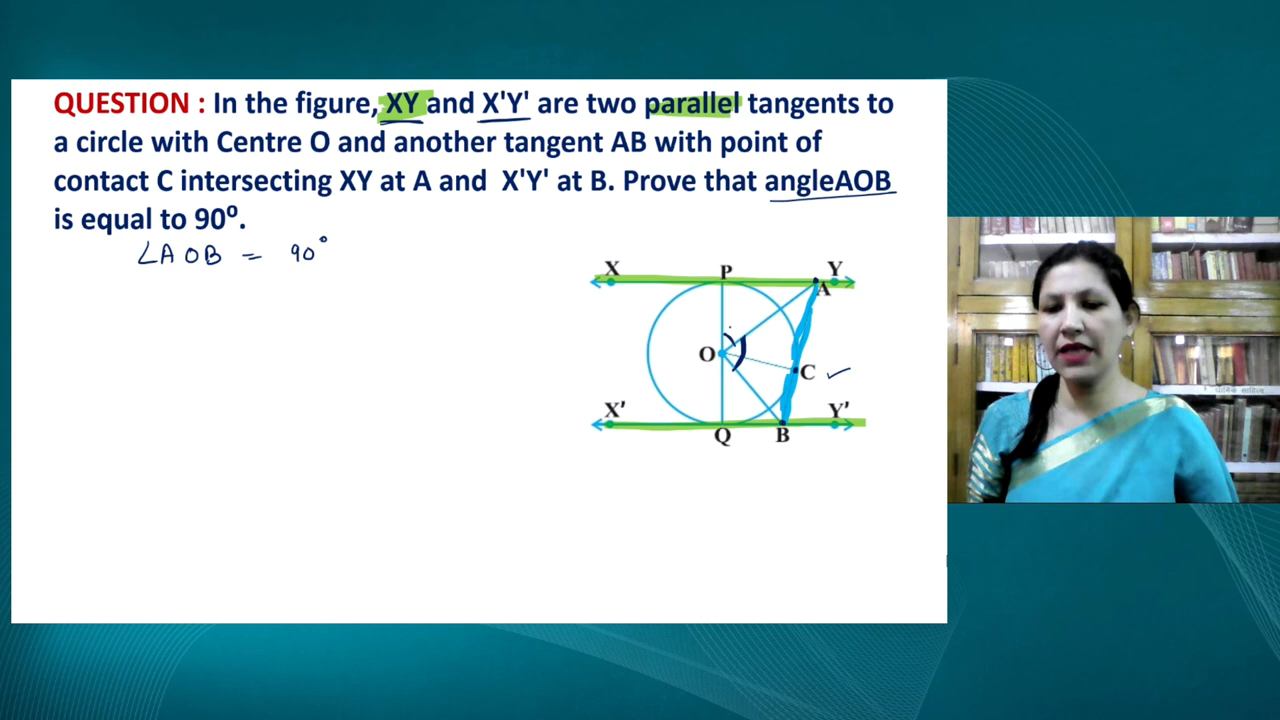 QUESTION : In the figure, XY and X'Y' are two parallel tangents to
a circle with Centre O and another tangent AB with point of
contact C intersecting XY at A and X'Y' at B. Prove that angleAOB
is equal to 90⁰.
∠AOB = 90°
X P Y
A
O
C
X' Y'
Q B